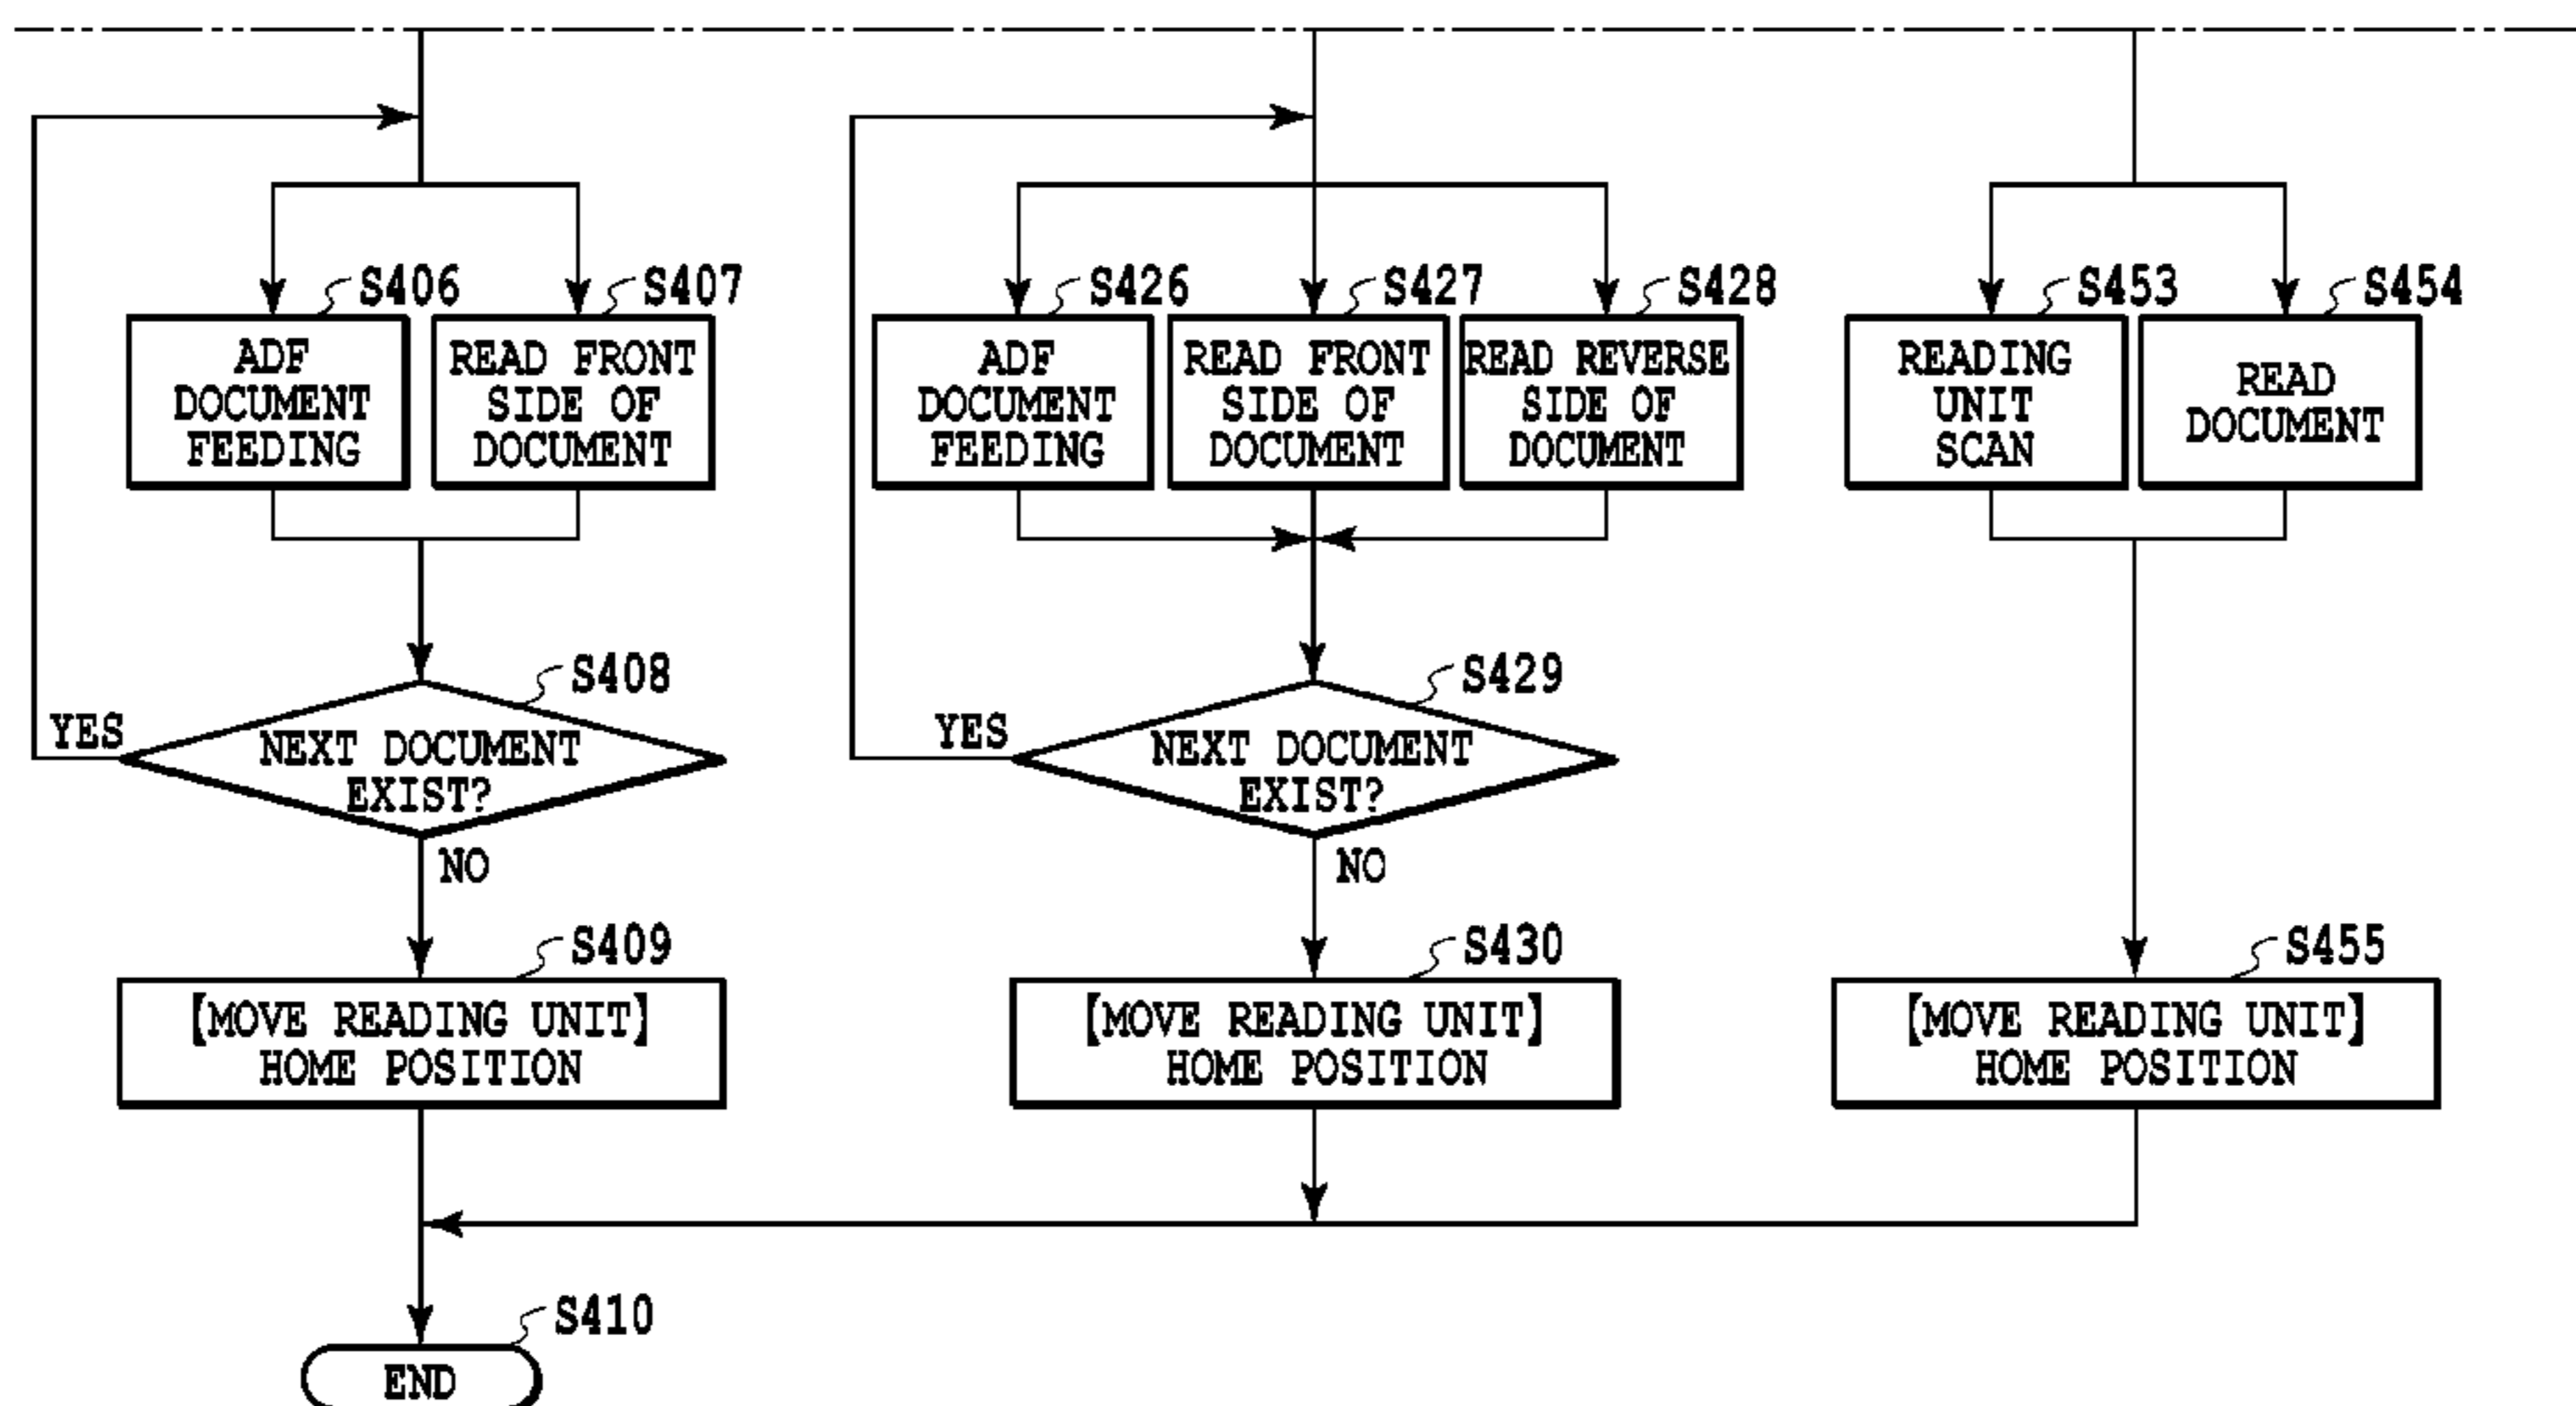 S406
ADF
DOCUMENT
FEEDING
S407
READ FRONT
SIDE OF
DOCUMENT
S426
ADF
DOCUMENT
FEEDING
S427
READ FRONT
SIDE OF
DOCUMENT
S428
READ REVERSE
SIDE OF
DOCUMENT
S453
READING
UNIT
SCAN
S454
READ
DOCUMENT
S408
YES
NEXT DOCUMENT
EXIST?
NO
S429
YES
NEXT DOCUMENT
EXIST?
NO
S409
[MOVE READING UNIT]
HOME POSITION
S430
[MOVE READING UNIT]
HOME POSITION
S455
[MOVE READING UNIT]
HOME POSITION
S410
END